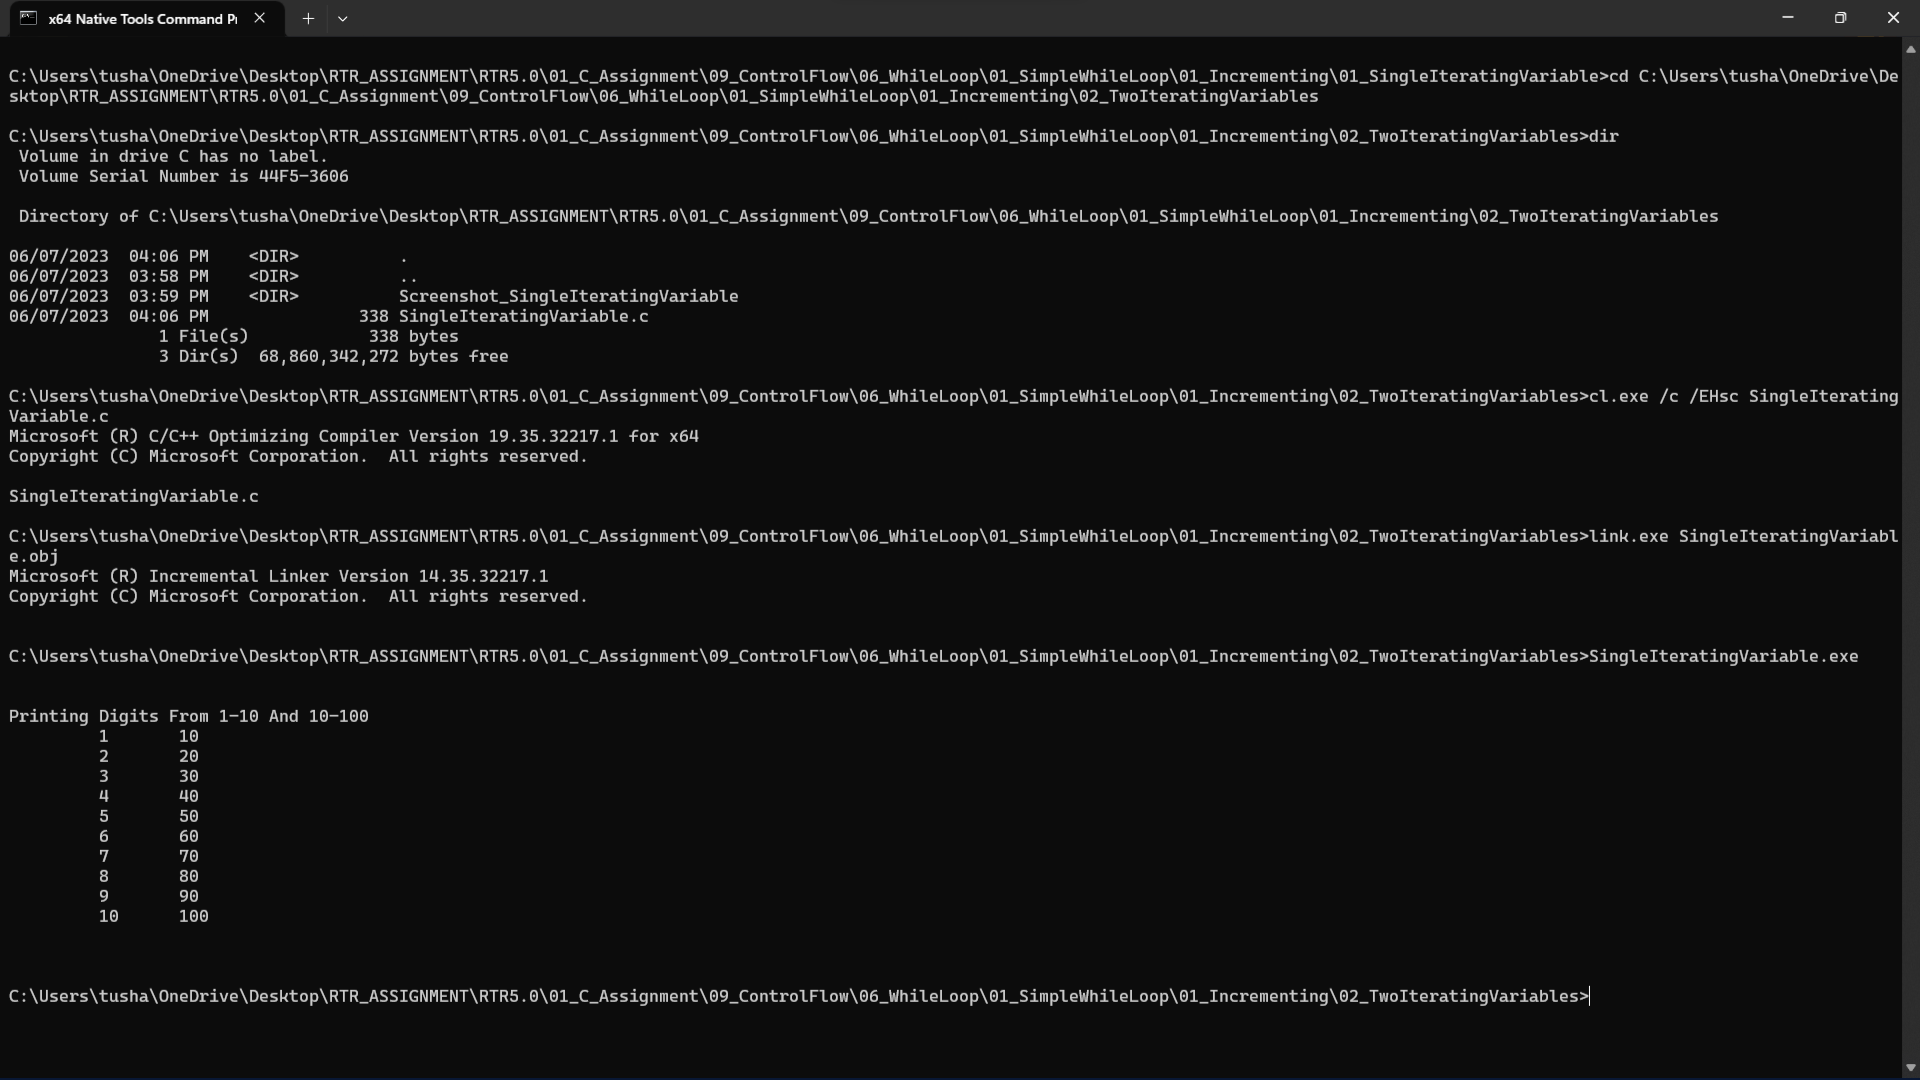 x64 Native Tools Command Pr
C:\Users\tusha\OneDrive\Desktop\RTR_ASSIGNMENT\RTR5.0\01_C_Assignment\09_ControlFlow\06_WhileLoop\01_SimpleWhileLoop\01_Incrementing\01_SingleIteratingVariable>cd C:\Users\tusha\OneDrive\De
sktop\RTR_ASSIGNMENT\RTR5.0\01_C_Assignment\09_ControlFlow\06_WhileLoop\01_SimpleWhileLoop\01_Incrementing\02_TwoIteratingVariables
C:\Users\tusha\OneDrive\Desktop\RTR_ASSIGNMENT\RTR5.0\01_C_Assignment\09_ControlFlow\06_WhileLoop\01_SimpleWhileLoop\01_Incrementing\02_TwoIteratingVariables>dir
Volume in drive C has no label.
Volume Serial Number is 44F5-3606
Directory of C:\Users\tusha\OneDrive\Desktop\RTR_ASSIGNMENT\RTR5.0\01_C_Assignment\09_ControlFlow\06_WhileLoop\01_SimpleWhileLoop\01_Incrementing\02_TwoIteratingVariables
06/07/2023  04:06 PM    <DIR>          .
06/07/2023  03:58 PM    <DIR>          ..
06/07/2023  03:59 PM    <DIR>          Screenshot_SingleIteratingVariable
06/07/2023  04:06 PM               338 SingleIteratingVariable.c
1 File(s)            338 bytes
3 Dir(s)  68,860,342,272 bytes free
C:\Users\tusha\OneDrive\Desktop\RTR_ASSIGNMENT\RTR5.0\01_C_Assignment\09_ControlFlow\06_WhileLoop\01_SimpleWhileLoop\01_Incrementing\02_TwoIteratingVariables>cl.exe /c /EHsc SingleIterating
Variable.c
Microsoft (R) C/C++ Optimizing Compiler Version 19.35.32217.1 for x64
Copyright (C) Microsoft Corporation.  All rights reserved.
SingleIteratingVariable.c
C:\Users\tusha\OneDrive\Desktop\RTR_ASSIGNMENT\RTR5.0\01_C_Assignment\09_ControlFlow\06_WhileLoop\01_SimpleWhileLoop\01_Incrementing\02_TwoIteratingVariables>link.exe SingleIteratingVariabl
e.obj
Microsoft (R) Incremental Linker Version 14.35.32217.1
Copyright (C) Microsoft Corporation.  All rights reserved.
C:\Users\tusha\OneDrive\Desktop\RTR_ASSIGNMENT\RTR5.0\01_C_Assignment\09_ControlFlow\06_WhileLoop\01_SimpleWhileLoop\01_Incrementing\02_TwoIteratingVariables>SingleIteratingVariable.exe
Printing Digits From 1-10 And 10-100
1       10
2       20
3       30
4       40
5       50
6       60
7       70
8       80
9       90
10      100
C:\Users\tusha\OneDrive\Desktop\RTR_ASSIGNMENT\RTR5.0\01_C_Assignment\09_ControlFlow\06_WhileLoop\01_SimpleWhileLoop\01_Incrementing\02_TwoIteratingVariables>